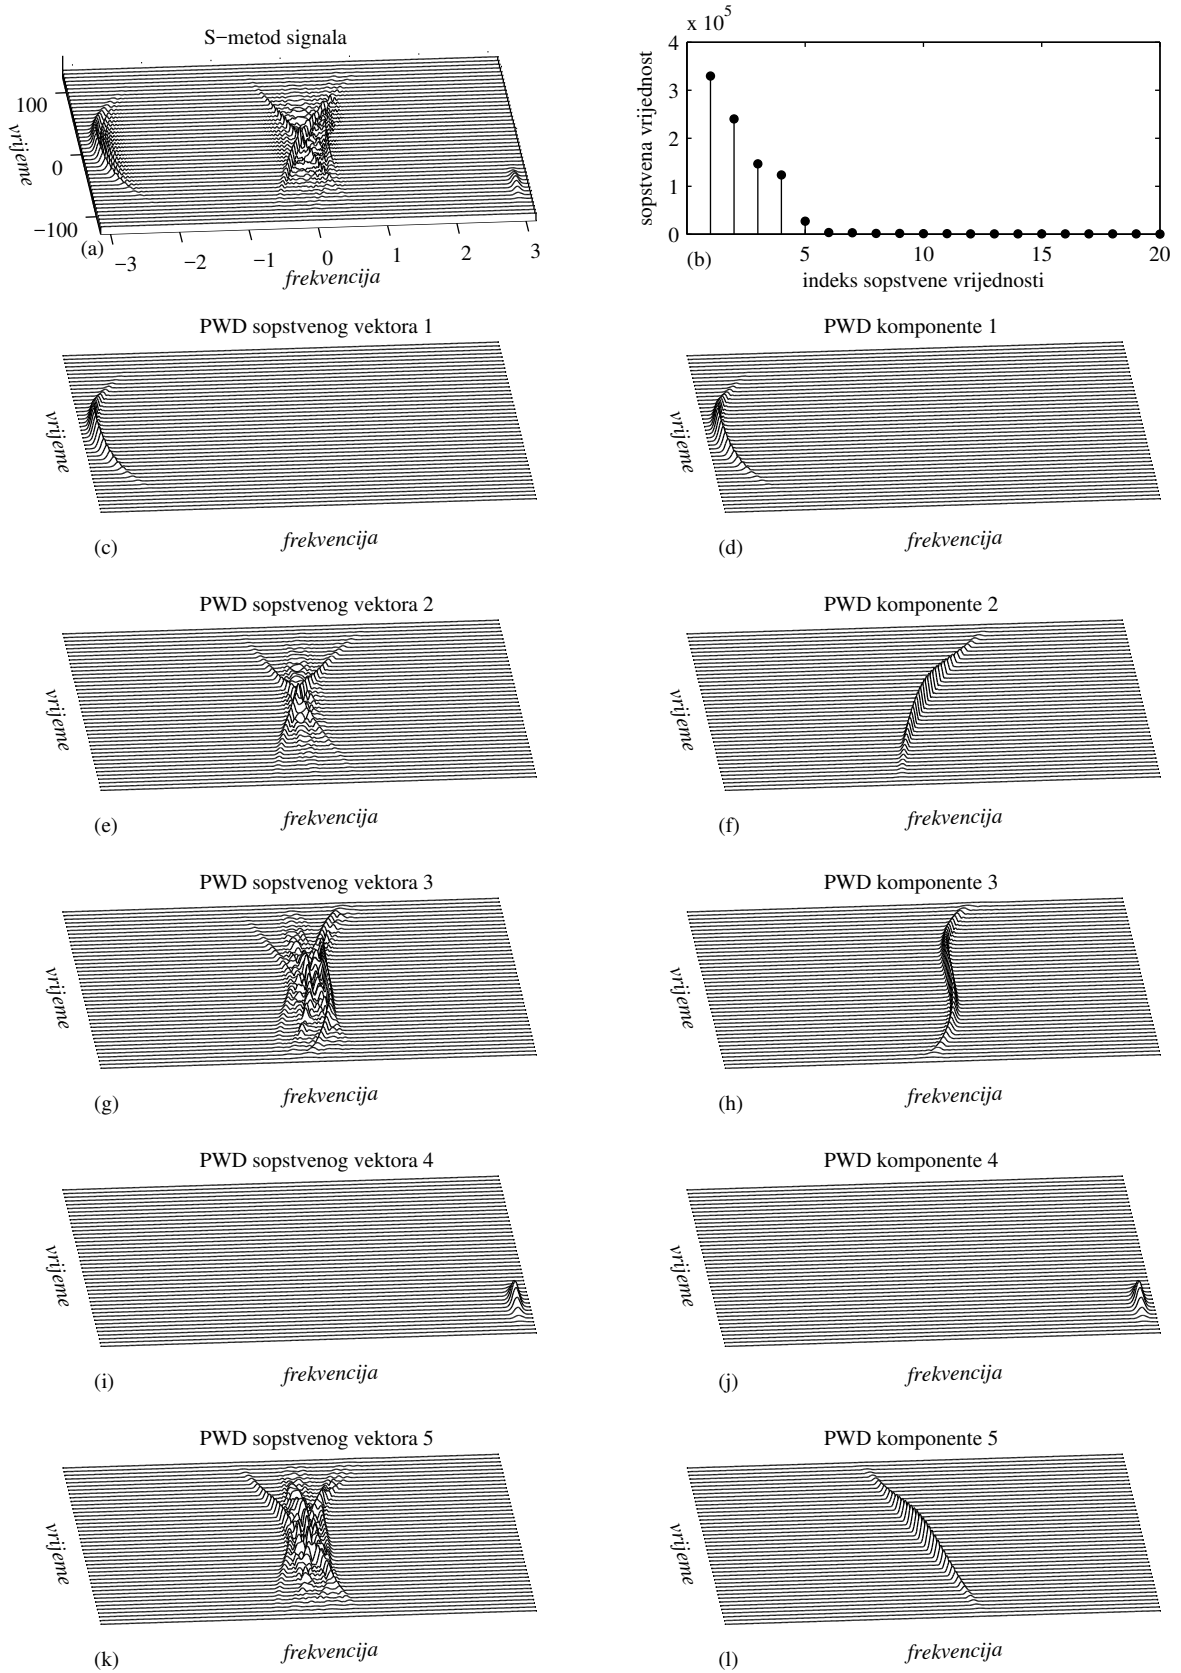 S−metod signala
100
0
−100
vrijeme
(a)
−3
−2
−1
0
1
2
3
frekvencija
x 10^5
4
3
2
1
0
sopstvena vrijednost
(b)
5
10
15
20
indeks sopstvene vrijednosti
PWD sopstvenog vektora 1
vrijeme
frekvencija
(c)
PWD komponente 1
vrijeme
frekvencija
(d)
PWD sopstvenog vektora 2
vrijeme
frekvencija
(e)
PWD komponente 2
vrijeme
frekvencija
(f)
PWD sopstvenog vektora 3
vrijeme
frekvencija
(g)
PWD komponente 3
vrijeme
frekvencija
(h)
PWD sopstvenog vektora 4
vrijeme
frekvencija
(i)
PWD komponente 4
vrijeme
frekvencija
(j)
PWD sopstvenog vektora 5
vrijeme
frekvencija
(k)
PWD komponente 5
vrijeme
frekvencija
(l)